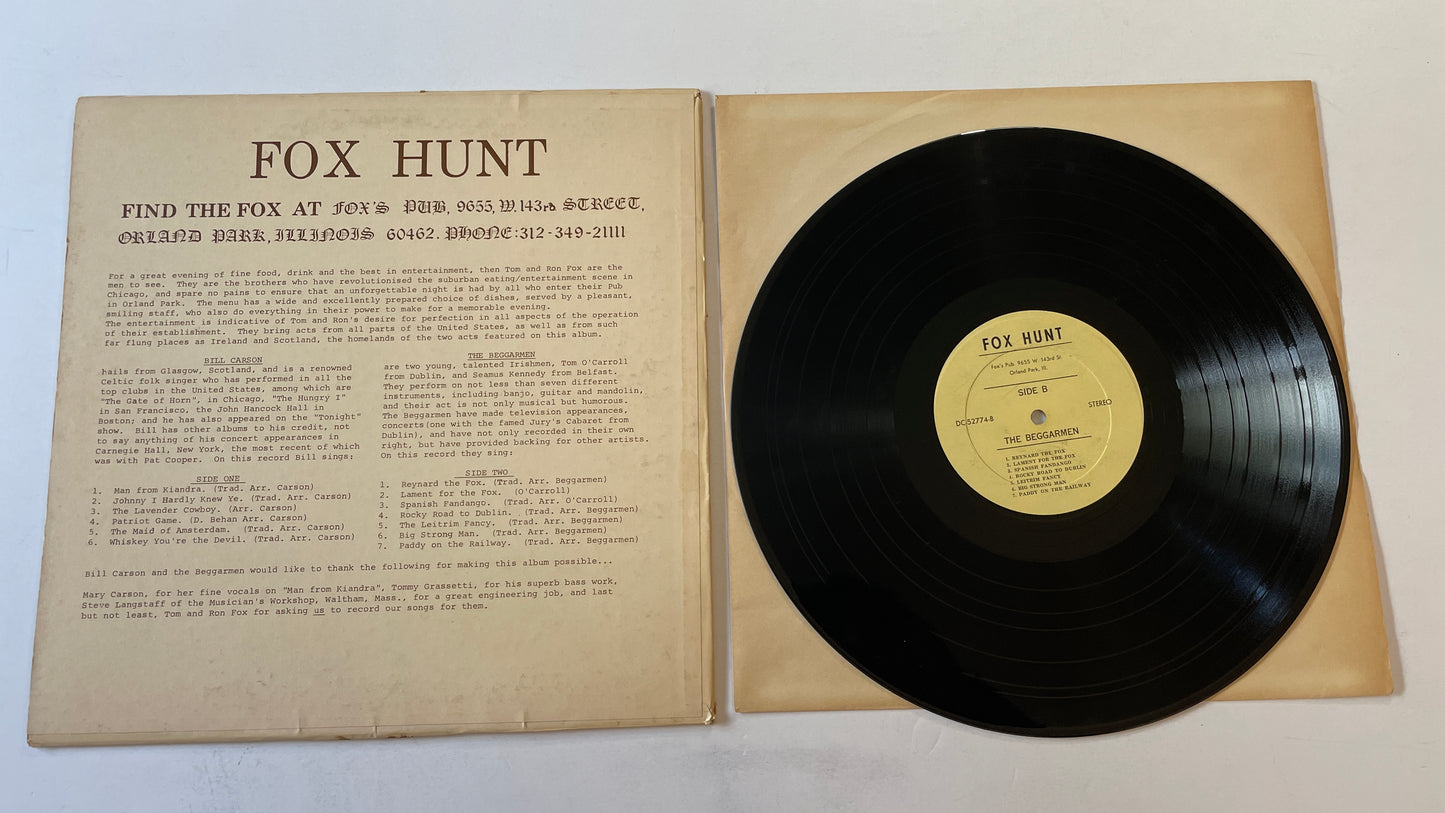 FOX HUNT
FIND THE FOX AT FOX'S PUB, 9655, W. 143rd STREET,
ORLAND PARK, ILLINOIS 60462. PHONE:312-349-2111
For a great evening of fine food, drink and the best in entertainment, then Tom and Ron Fox are the
men to see. They are the brothers who have revolutionised the suburban eating/entertainment scene in
Chicago, and spare no pains to ensure that an unforgettable night is had by all who enter their Pub
in Orland Park. The menu has a wide and excellently prepared choice of dishes, served by a pleasant,
smiling staff, who also do everything in their power to make for a memorable evening.
The entertainment is indicative of Tom and Ron's desire for perfection in all aspects of the operation
of their establishment. They bring acts from all parts of the United States, as well as from such
far flung places as Ireland and Scotland, the homelands of the two acts featured on this album.
BILL CARSON
hails from Glasgow, Scotland, and is a renowned
Celtic folk singer who has performed in all the
top clubs in the United States, among which are
"The Gate of Horn", in Chicago, "The Hungry I"
in San Francisco, the John Hancock Hall in
Boston; and he has also appeared on the "Tonight"
show. Bill has other albums to his credit, not
to say anything of his concert appearances in
Carnegie Hall, New York, the most recent of which
was with Pat Cooper. On this record Bill sings:
SIDE ONE
1. Man from Kiandra. (Trad. Arr. Carson)
2. Johnny I Hardly Knew Ye. (Trad. Arr. Carson)
3. The Lavender Cowboy. (Arr. Carson)
4. Patriot Game. (D. Behan Arr. Carson)
5. The Maid of Amsterdam. (Trad. Arr. Carson)
6. Whiskey You're the Devil. (Trad. Arr. Carson)
THE BEGGARMEN
are two young, talented Irishmen, Tom O'Carroll
from Dublin, and Seamus Kennedy from Belfast.
They perform on not less than seven different
instruments, including banjo, guitar and mandolin,
and their act is not only musical but humorous.
The Beggarmen have made television appearances,
concerts(one with the famed Jury's Cabaret from
Dublin), and have not only recorded in their own
right, but have provided backing for other artists.
On this record they sing:
SIDE TWO
1. Reynard the Fox. (Trad. Arr. Beggarmen)
2. Lament for the Fox. (O'Carroll)
3. Spanish Fandango. (Trad. Arr. O'Carroll)
4. Rocky Road to Dublin. (Trad. Arr. Beggarmen)
5. The Leitrim Fancy. (Trad. Arr. Beggarmen)
6. Big Strong Man. (Trad. Arr. Beggarmen)
7. Paddy on the Railway. (Trad. Arr. Beggarmen)
Bill Carson and the Beggarmen would like to thank the following for making this album possible...
Mary Carson, for her fine vocals on "Man from Kiandra", Tommy Grassetti, for his superb bass work,
Steve Langstaff of the Musician's Workshop, Waltham, Mass., for a great engineering job, and last
but not least, Tom and Ron Fox for asking us to record our songs for them.
FOX HUNT
Fox's Pub 9655 W. 143rd St.
Orland Park, Ill.
SIDE B
DC 52774-B
STEREO
THE BEGGARMEN
1. REYNARD THE FOX
2. LAMENT FOR THE FOX
3. SPANISH FANDANGO
4. ROCKY ROAD TO DUBLIN
5. LEITRIM FANCY
6. BIG STRONG MAN
7. PADDY ON THE RAILWAY